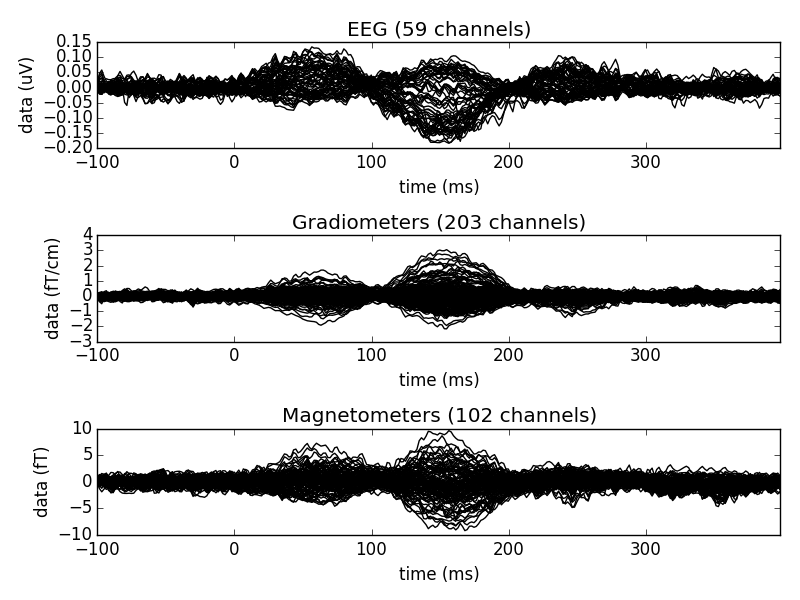 EEG (59 channels)
0.15
0.10
0.05
0.00
−0.05
−0.10
−0.15
−0.20
data (uV)
−100 0 100 200 300
time (ms)
Gradiometers (203 channels)
4
3
2
1
0
−1
−2
−3
data (fT/cm)
−100 0 100 200 300
time (ms)
Magnetometers (102 channels)
10
5
0
−5
−10
data (fT)
−100 0 100 200 300
time (ms)